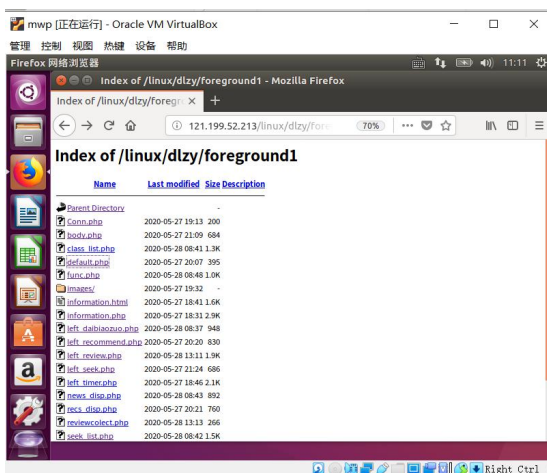 mwp [正在运行] - Oracle VM VirtualBox
管理 控制 视图 热键 设备 帮助
Firefox 网络浏览器 11:11
Index of /linux/dlzy/foreground1 - Mozilla Firefox
Index of /linux/dlzy/foregr
121.199.52.213/linux/dlzy/fore 70%
Index of /linux/dlzy/foreground1
Name Last modified Size Description
Parent Directory -
Conn.php 2020-05-27 19:13 200
body.php 2020-05-27 21:09 684
class_list.php 2020-05-28 08:41 1.3K
default.php 2020-05-27 20:07 395
func.php 2020-05-28 08:48 1.0K
images/ 2020-05-27 19:32 -
information.html 2020-05-27 18:41 1.6K
information.php 2020-05-27 18:31 2.9K
left_daibiaozuo.php 2020-05-28 08:37 948
left_recommend.php 2020-05-27 20:20 830
left_review.php 2020-05-28 13:11 1.9K
left_seek.php 2020-05-27 21:24 686
left_timer.php 2020-05-27 18:46 2.1K
news_disp.php 2020-05-28 08:43 892
recs_disp.php 2020-05-27 20:21 760
reviewcolect.php 2020-05-28 13:13 266
seek_list.php 2020-05-28 08:42 1.5K
Right Ctrl